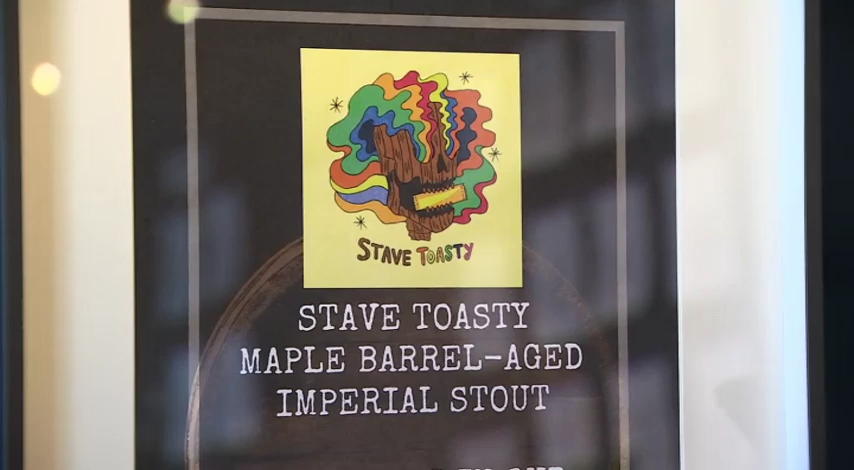 STAVE TOASTY
STAVE TOASTY
MAPLE BARREL-AGED
IMPERIAL STOUT